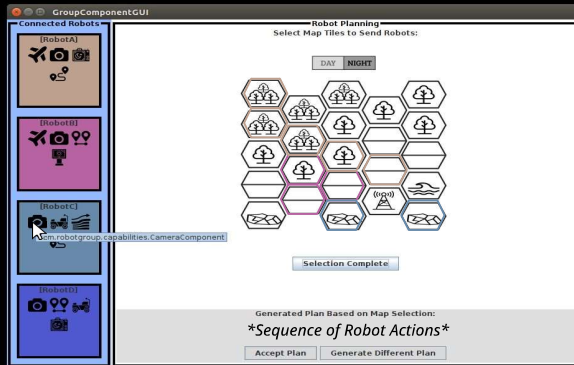 GroupComponentGUI
Connected Robots
[RobotA]
[RobotB]
[RobotC]
em.robotgroup.capabilities.CameraComponent
[RobotD]
Robot Planning
Select Map Tiles to Send Robots:
DAY NIGHT
Selection Complete
Generated Plan Based on Map Selection:
*Sequence of Robot Actions*
Accept Plan Generate Different Plan